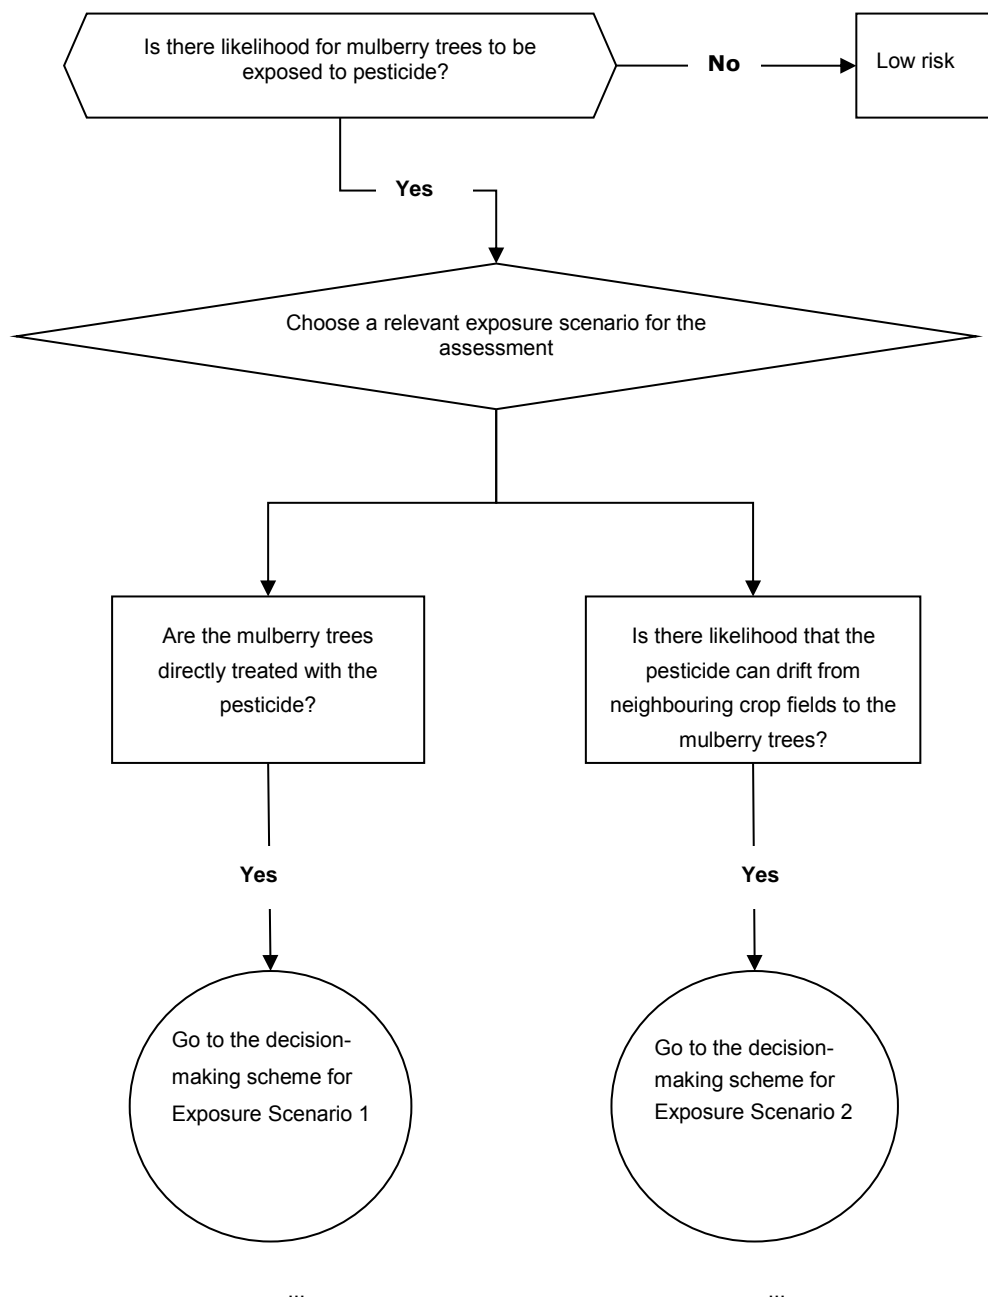 Is there likelihood for mulberry trees to be
exposed to pesticide?
No
Low risk
Yes
Choose a relevant exposure scenario for the
assessment
Are the mulberry trees
directly treated with the
pesticide?
Is there likelihood that the
pesticide can drift from
neighbouring crop fields to the
mulberry trees?
Yes
Yes
Go to the decision-
making scheme for
Exposure Scenario 1
Go to the decision-
making scheme for
Exposure Scenario 2
...
...